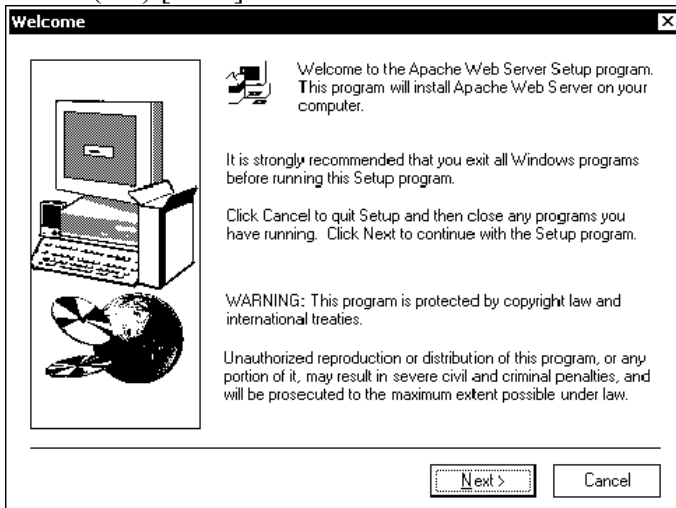 Welcome
Welcome to the Apache Web Server Setup program.
This program will install Apache Web Server on your
computer.
It is strongly recommended that you exit all Windows programs
before running this Setup program.
Click Cancel to quit Setup and then close any programs you
have running. Click Next to continue with the Setup program.
WARNING: This program is protected by copyright law and
international treaties.
Unauthorized reproduction or distribution of this program, or any
portion of it, may result in severe civil and criminal penalties, and
will be prosecuted to the maximum extent possible under law.
Next > Cancel